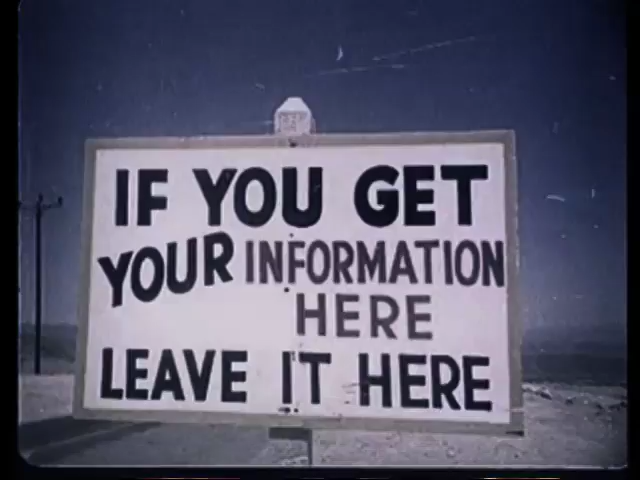 IF YOU GET
YOUR INFORMATION
HERE
LEAVE IT HERE